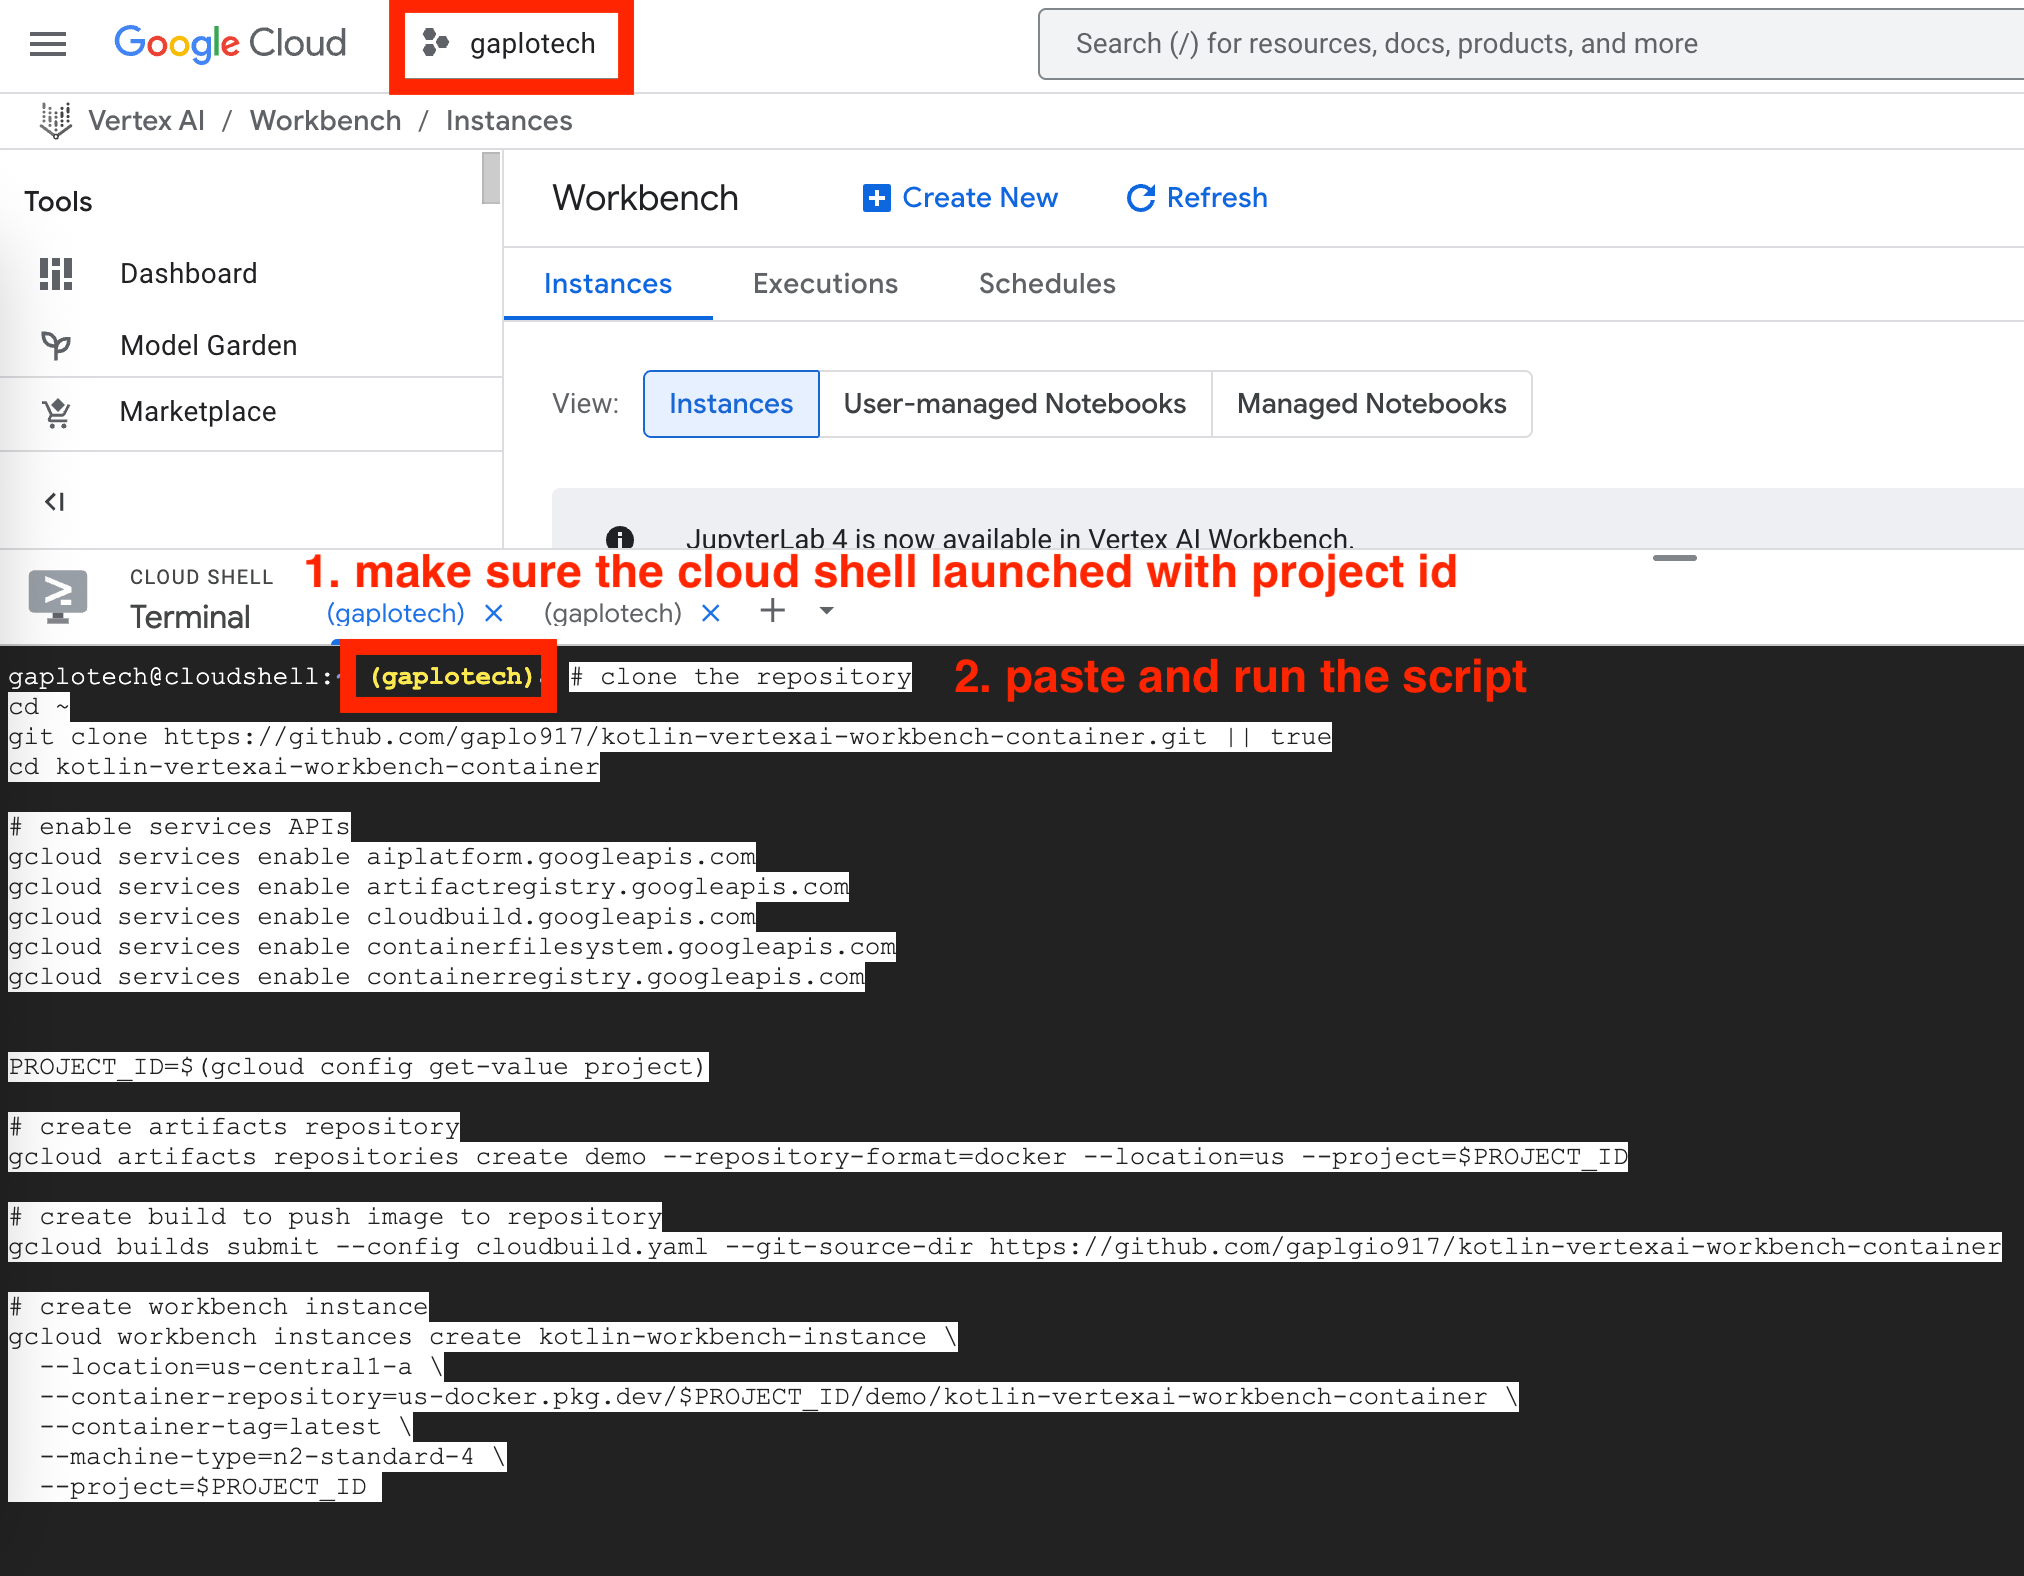 Google Cloud
gaplotech
Search (/) for resources, docs, products, and more
Vertex AI / Workbench / Instances
Tools
Dashboard
Model Garden
Marketplace
Workbench
Create New
Refresh
Instances
Executions
Schedules
View:
Instances
User-managed Notebooks
Managed Notebooks
JupyterLab 4 is now available in Vertex AI Workbench.
1. make sure the cloud shell launched with project id
CLOUD SHELL
Terminal
(gaplotech)
(gaplotech)
2. paste and run the script
gaplotech@cloudshell:~ (gaplotech) # clone the repository
cd ~
git clone https://github.com/gaplo917/kotlin-vertexai-workbench-container.git || true
cd kotlin-vertexai-workbench-container
# enable services APIs
gcloud services enable aiplatform.googleapis.com
gcloud services enable artifactregistry.googleapis.com
gcloud services enable cloudbuild.googleapis.com
gcloud services enable containerfilesystem.googleapis.com
gcloud services enable containerregistry.googleapis.com
PROJECT_ID=$(gcloud config get-value project)
# create artifacts repository
gcloud artifacts repositories create demo --repository-format=docker --location=us --project=$PROJECT_ID
# create build to push image to repository
gcloud builds submit --config cloudbuild.yaml --git-source-dir https://github.com/gaplgio917/kotlin-vertexai-workbench-container
# create workbench instance
gcloud workbench instances create kotlin-workbench-instance \
--location=us-central1-a \
--container-repository=us-docker.pkg.dev/$PROJECT_ID/demo/kotlin-vertexai-workbench-container \
--container-tag=latest \
--machine-type=n2-standard-4 \
--project=$PROJECT_ID